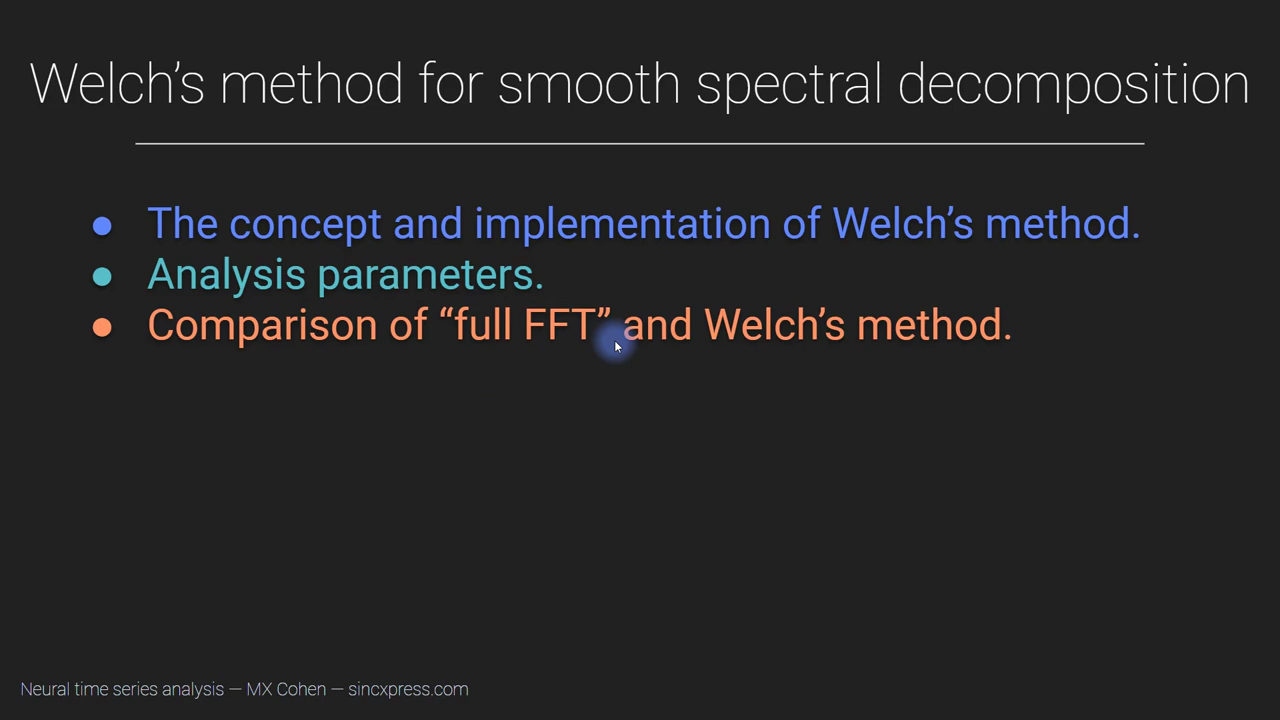 Welch’s method for smooth spectral decomposition
● The concept and implementation of Welch’s method.
● Analysis parameters.
● Comparison of “full FFT” and Welch’s method.
Neural time series analysis — MX Cohen — sincxpress.com